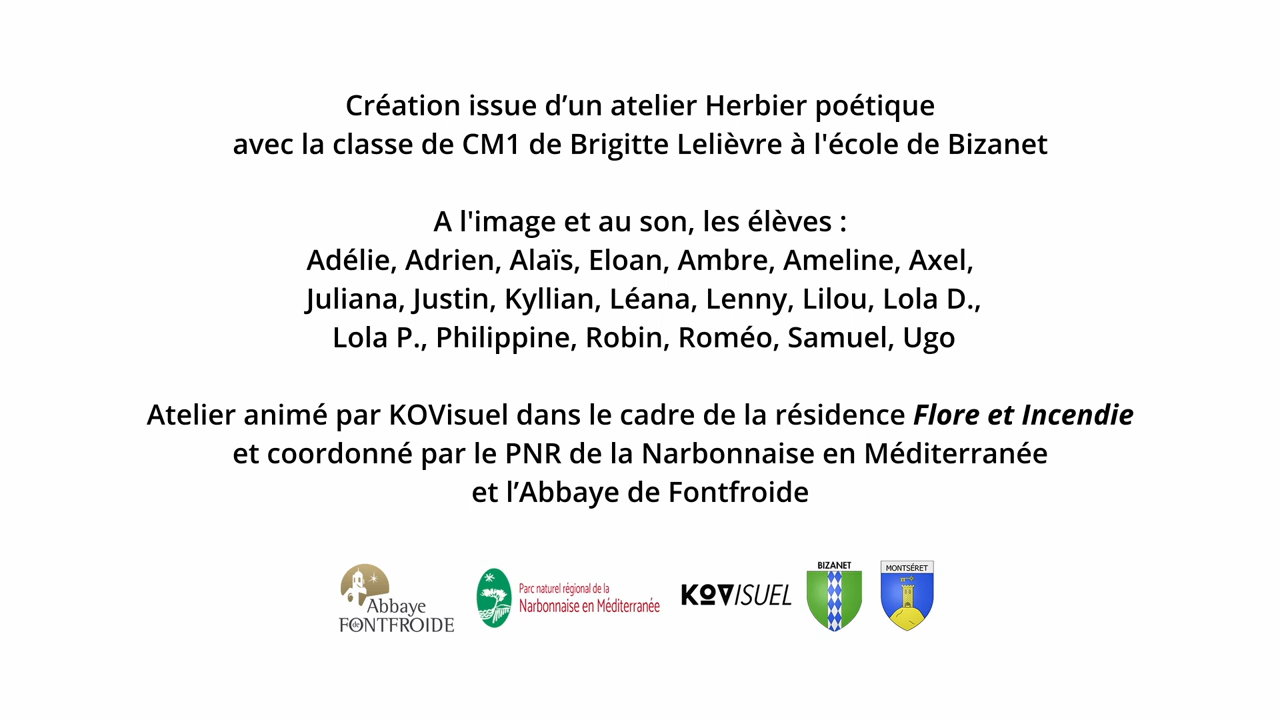 Création issue d’un atelier Herbier poétique
avec la classe de CM1 de Brigitte Lelièvre à l'école de Bizanet
A l'image et au son, les élèves :
Adélie, Adrien, Alaïs, Eloan, Ambre, Ameline, Axel,
Juliana, Justin, Kyllian, Léana, Lenny, Lilou, Lola D.,
Lola P., Philippine, Robin, Roméo, Samuel, Ugo
Atelier animé par KOVisuel dans le cadre de la résidence Flore et Incendie
et coordonné par le PNR de la Narbonnaise en Méditerranée
et l’Abbaye de Fontfroide
Abbaye
de FONTFROIDE
Parc naturel régional de la
Narbonnaise en Méditerranée
KOVISUEL
BIZANET
MONTSÉRET